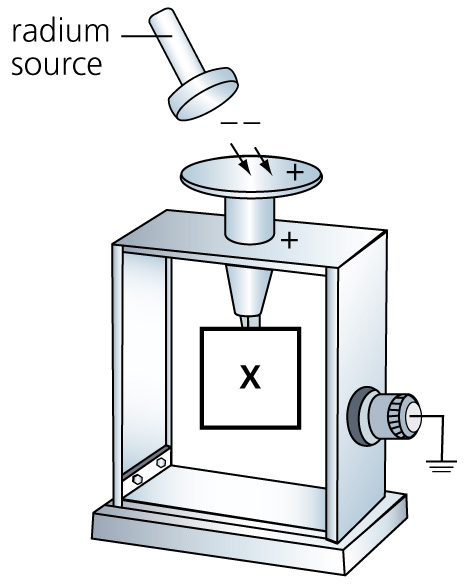 radium
source
– –
+
+
X